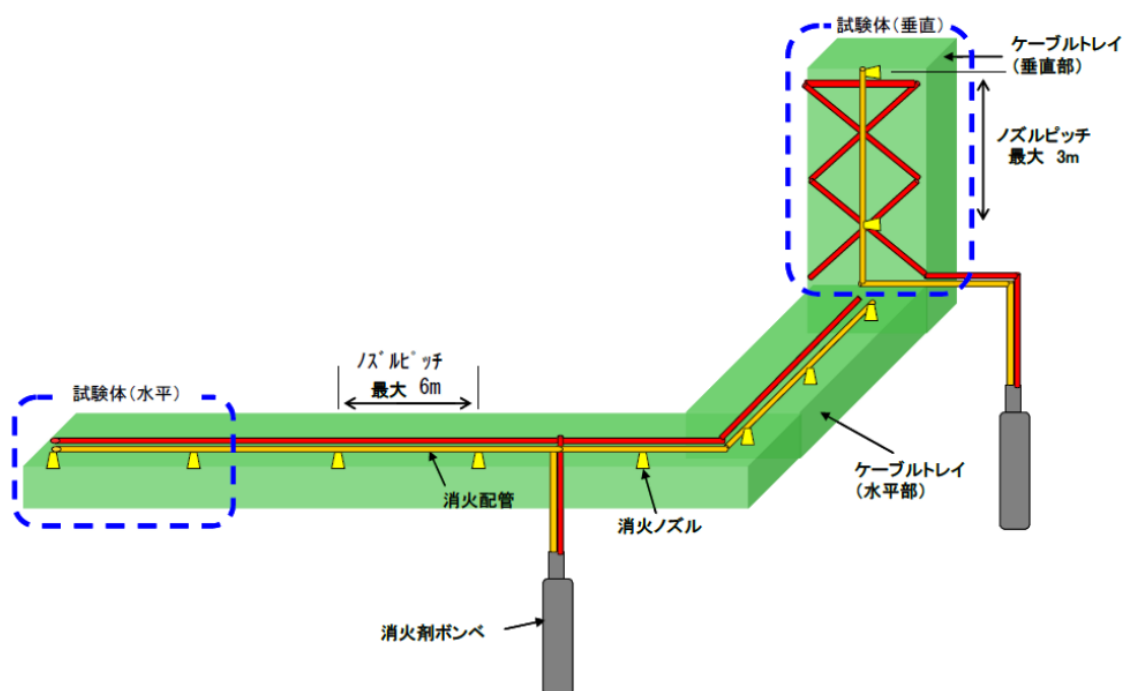 試験体(垂直)
ケーブルトレイ
(垂直部)
ノズルピッチ
最大 3m
ﾉｽﾞﾙﾋﾟｯﾁ
最大 6m
試験体(水平)
ケーブルトレイ
(水平部)
消火配管
消火ノズル
消火剤ボンベ